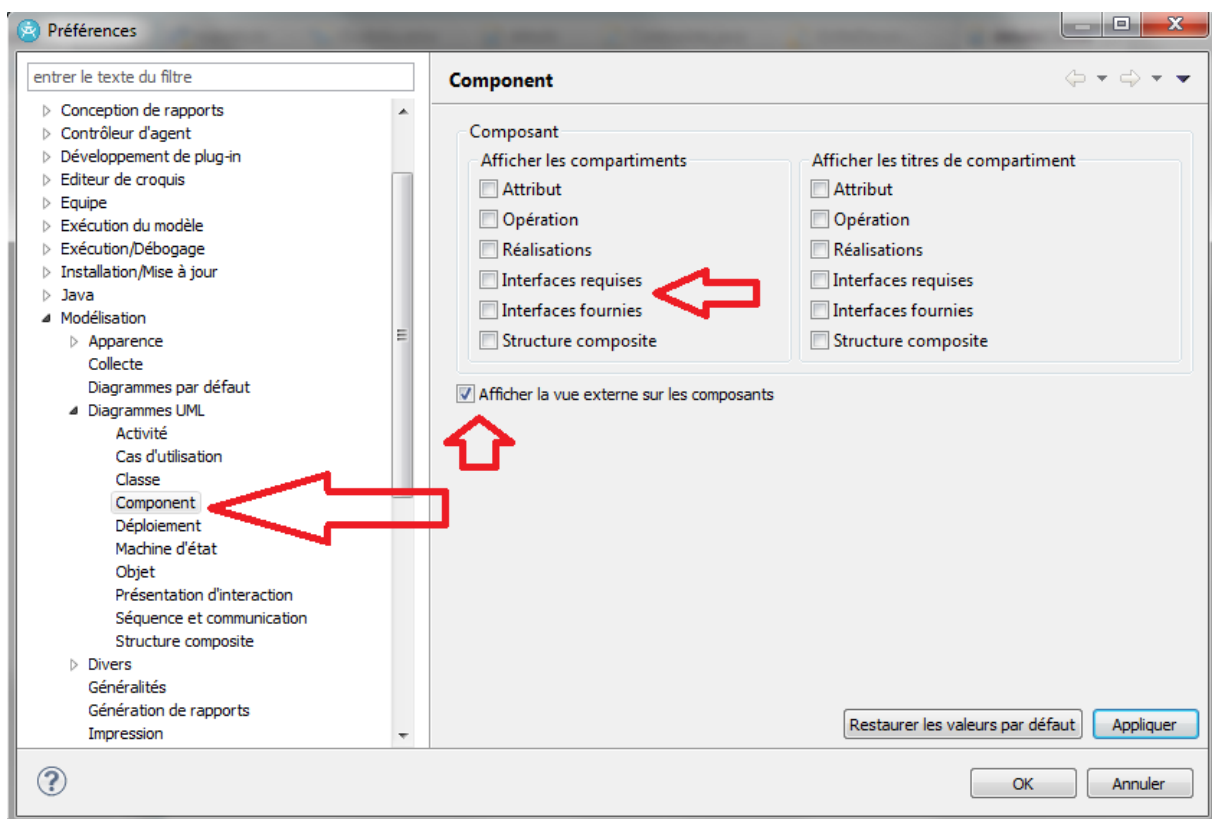 Préférences
entrer le texte du filtre
Conception de rapports
Contrôleur d'agent
Développement de plug-in
Editeur de croquis
Equipe
Exécution du modèle
Exécution/Débogage
Installation/Mise à jour
Java
Modélisation
Apparence
Collecte
Diagrammes par défaut
Diagrammes UML
Activité
Cas d'utilisation
Classe
Component
Déploiement
Machine d'état
Objet
Présentation d'interaction
Séquence et communication
Structure composite
Divers
Généralités
Génération de rapports
Impression
Component
Composant
Afficher les compartiments
Attribut
Opération
Réalisations
Interfaces requises
Interfaces fournies
Structure composite
Afficher les titres de compartiment
Attribut
Opération
Réalisations
Interfaces requises
Interfaces fournies
Structure composite
Afficher la vue externe sur les composants
Restaurer les valeurs par défaut
Appliquer
OK
Annuler